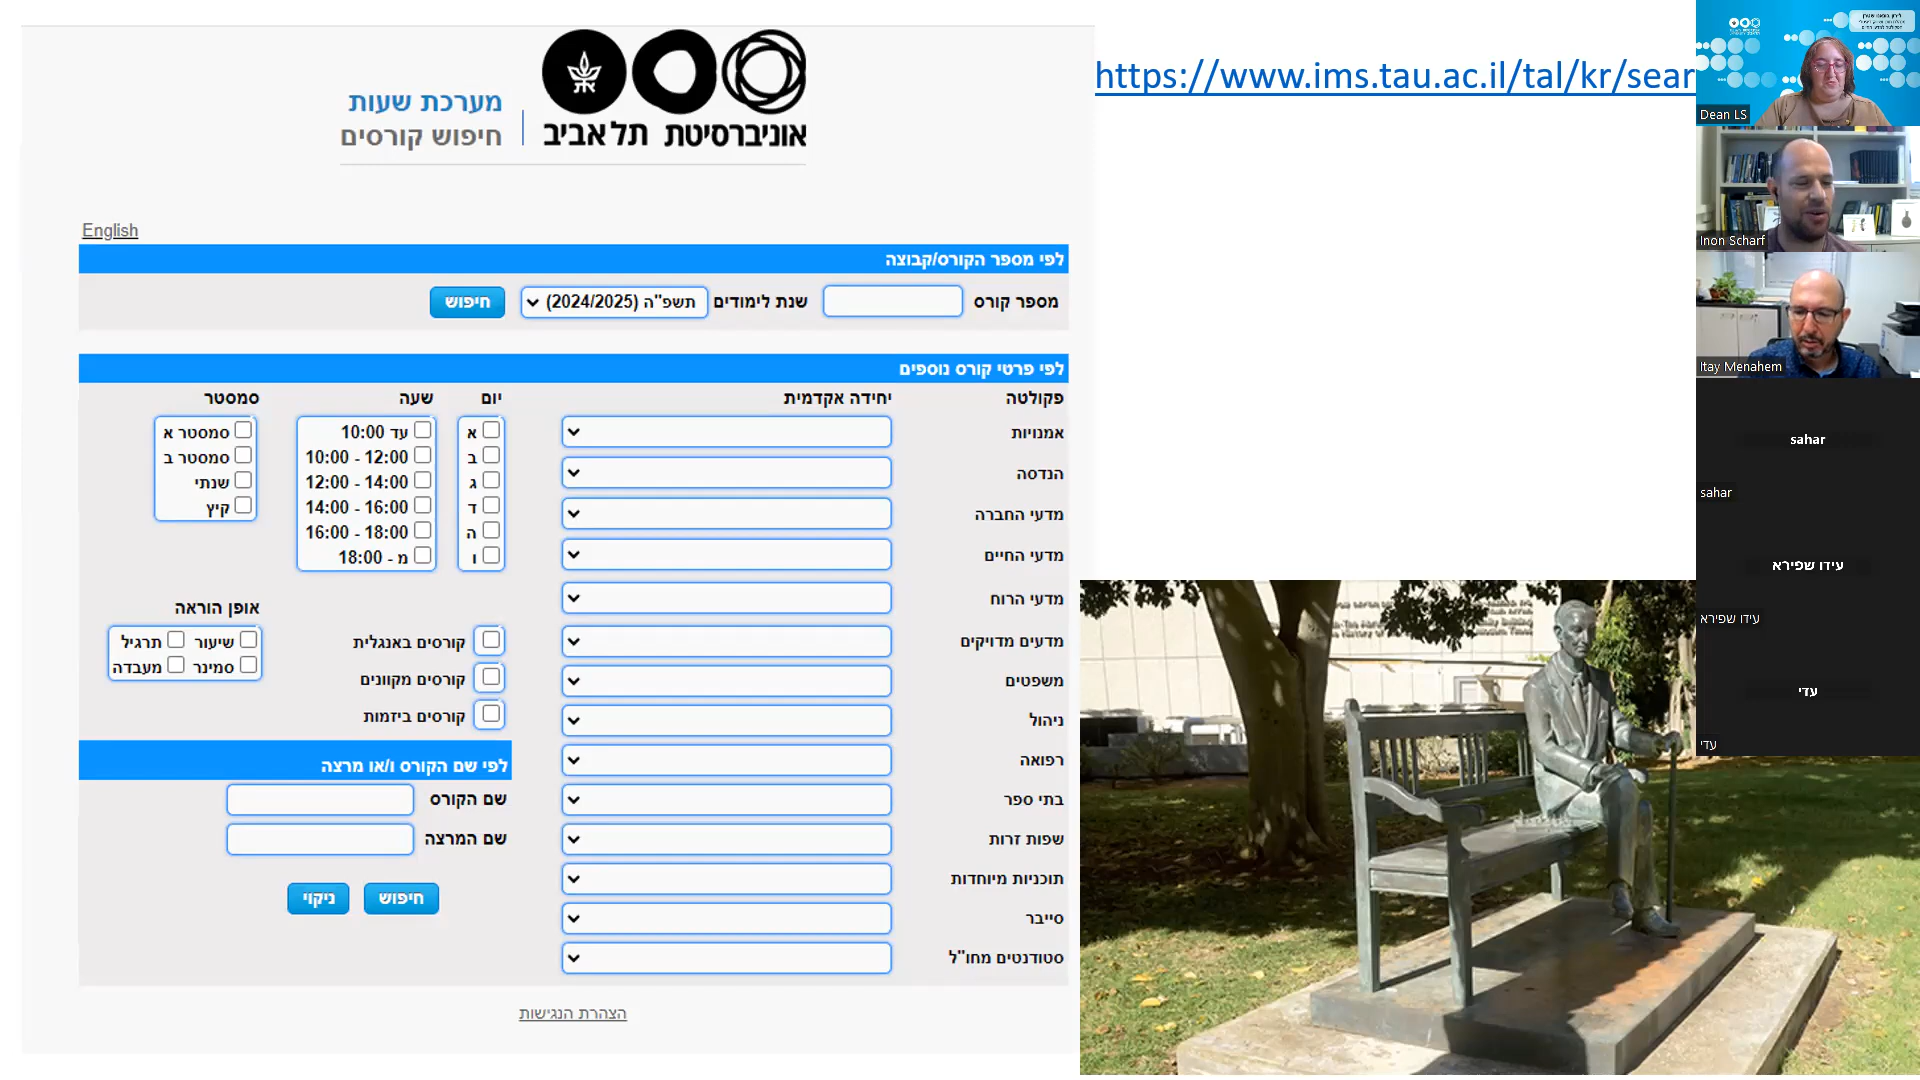 אוניברסיטת תל אביב
מערכת שעות
חיפוש קורסים
https://www.ims.tau.ac.il/tal/kr/sear
English
לפי מספר הקורס/קבוצה
מספר קורס
שנת לימודים
תשפ"ה (2024/2025)
חיפוש
לפי פרטי קורס נוספים
פקולטה
יחידה אקדמית
אמנויות
הנדסה
מדעי החברה
מדעי החיים
מדעי הרוח
מדעים מדויקים
משפטים
ניהול
רפואה
בתי ספר
שפות זרות
תוכניות מיוחדות
סייבר
סטודנטים מחו"ל
יום
א
ב
ג
ד
ה
ו
שעה
עד 10:00
10:00 - 12:00
12:00 - 14:00
14:00 - 16:00
16:00 - 18:00
מ - 18:00
סמסטר
סמסטר א
סמסטר ב
שנתי
קיץ
אופן הוראה
שיעור
תרגיל
סמינר
מעבדה
קורסים באנגלית
קורסים מקוונים
קורסים ביזמות
לפי שם הקורס ו/או מרצה
שם הקורס
שם המרצה
חיפוש
ניקוי
הצהרת הנגישות
Dean LS
Inon Scharf
Itay Menahem
sahar
sahar
עידו שפירא
עידו שפירא
עדי
עדי